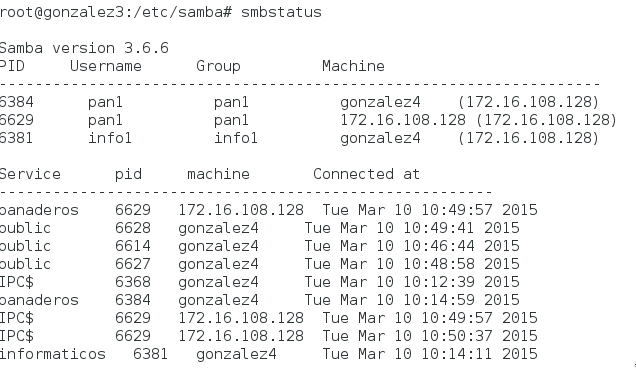 root@gonzalez3:/etc/samba# smbstatus
Samba version 3.6.6
PID Username Group Machine
-------------------------------------------------------------------
6384 pan1 pan1 gonzalez4 (172.16.108.128)
6629 pan1 pan1 172.16.108.128 (172.16.108.128)
6381 info1 info1 gonzalez4 (172.16.108.128)
Service pid machine Connected at
-------------------------------------------------------
panaderos 6629 172.16.108.128 Tue Mar 10 10:49:57 2015
public 6628 gonzalez4 Tue Mar 10 10:49:41 2015
public 6614 gonzalez4 Tue Mar 10 10:46:44 2015
public 6627 gonzalez4 Tue Mar 10 10:48:58 2015
IPC$ 6368 gonzalez4 Tue Mar 10 10:12:39 2015
panaderos 6384 gonzalez4 Tue Mar 10 10:14:59 2015
IPC$ 6629 172.16.108.128 Tue Mar 10 10:49:57 2015
IPC$ 6629 172.16.108.128 Tue Mar 10 10:50:37 2015
informaticos 6381 gonzalez4 Tue Mar 10 10:14:11 2015